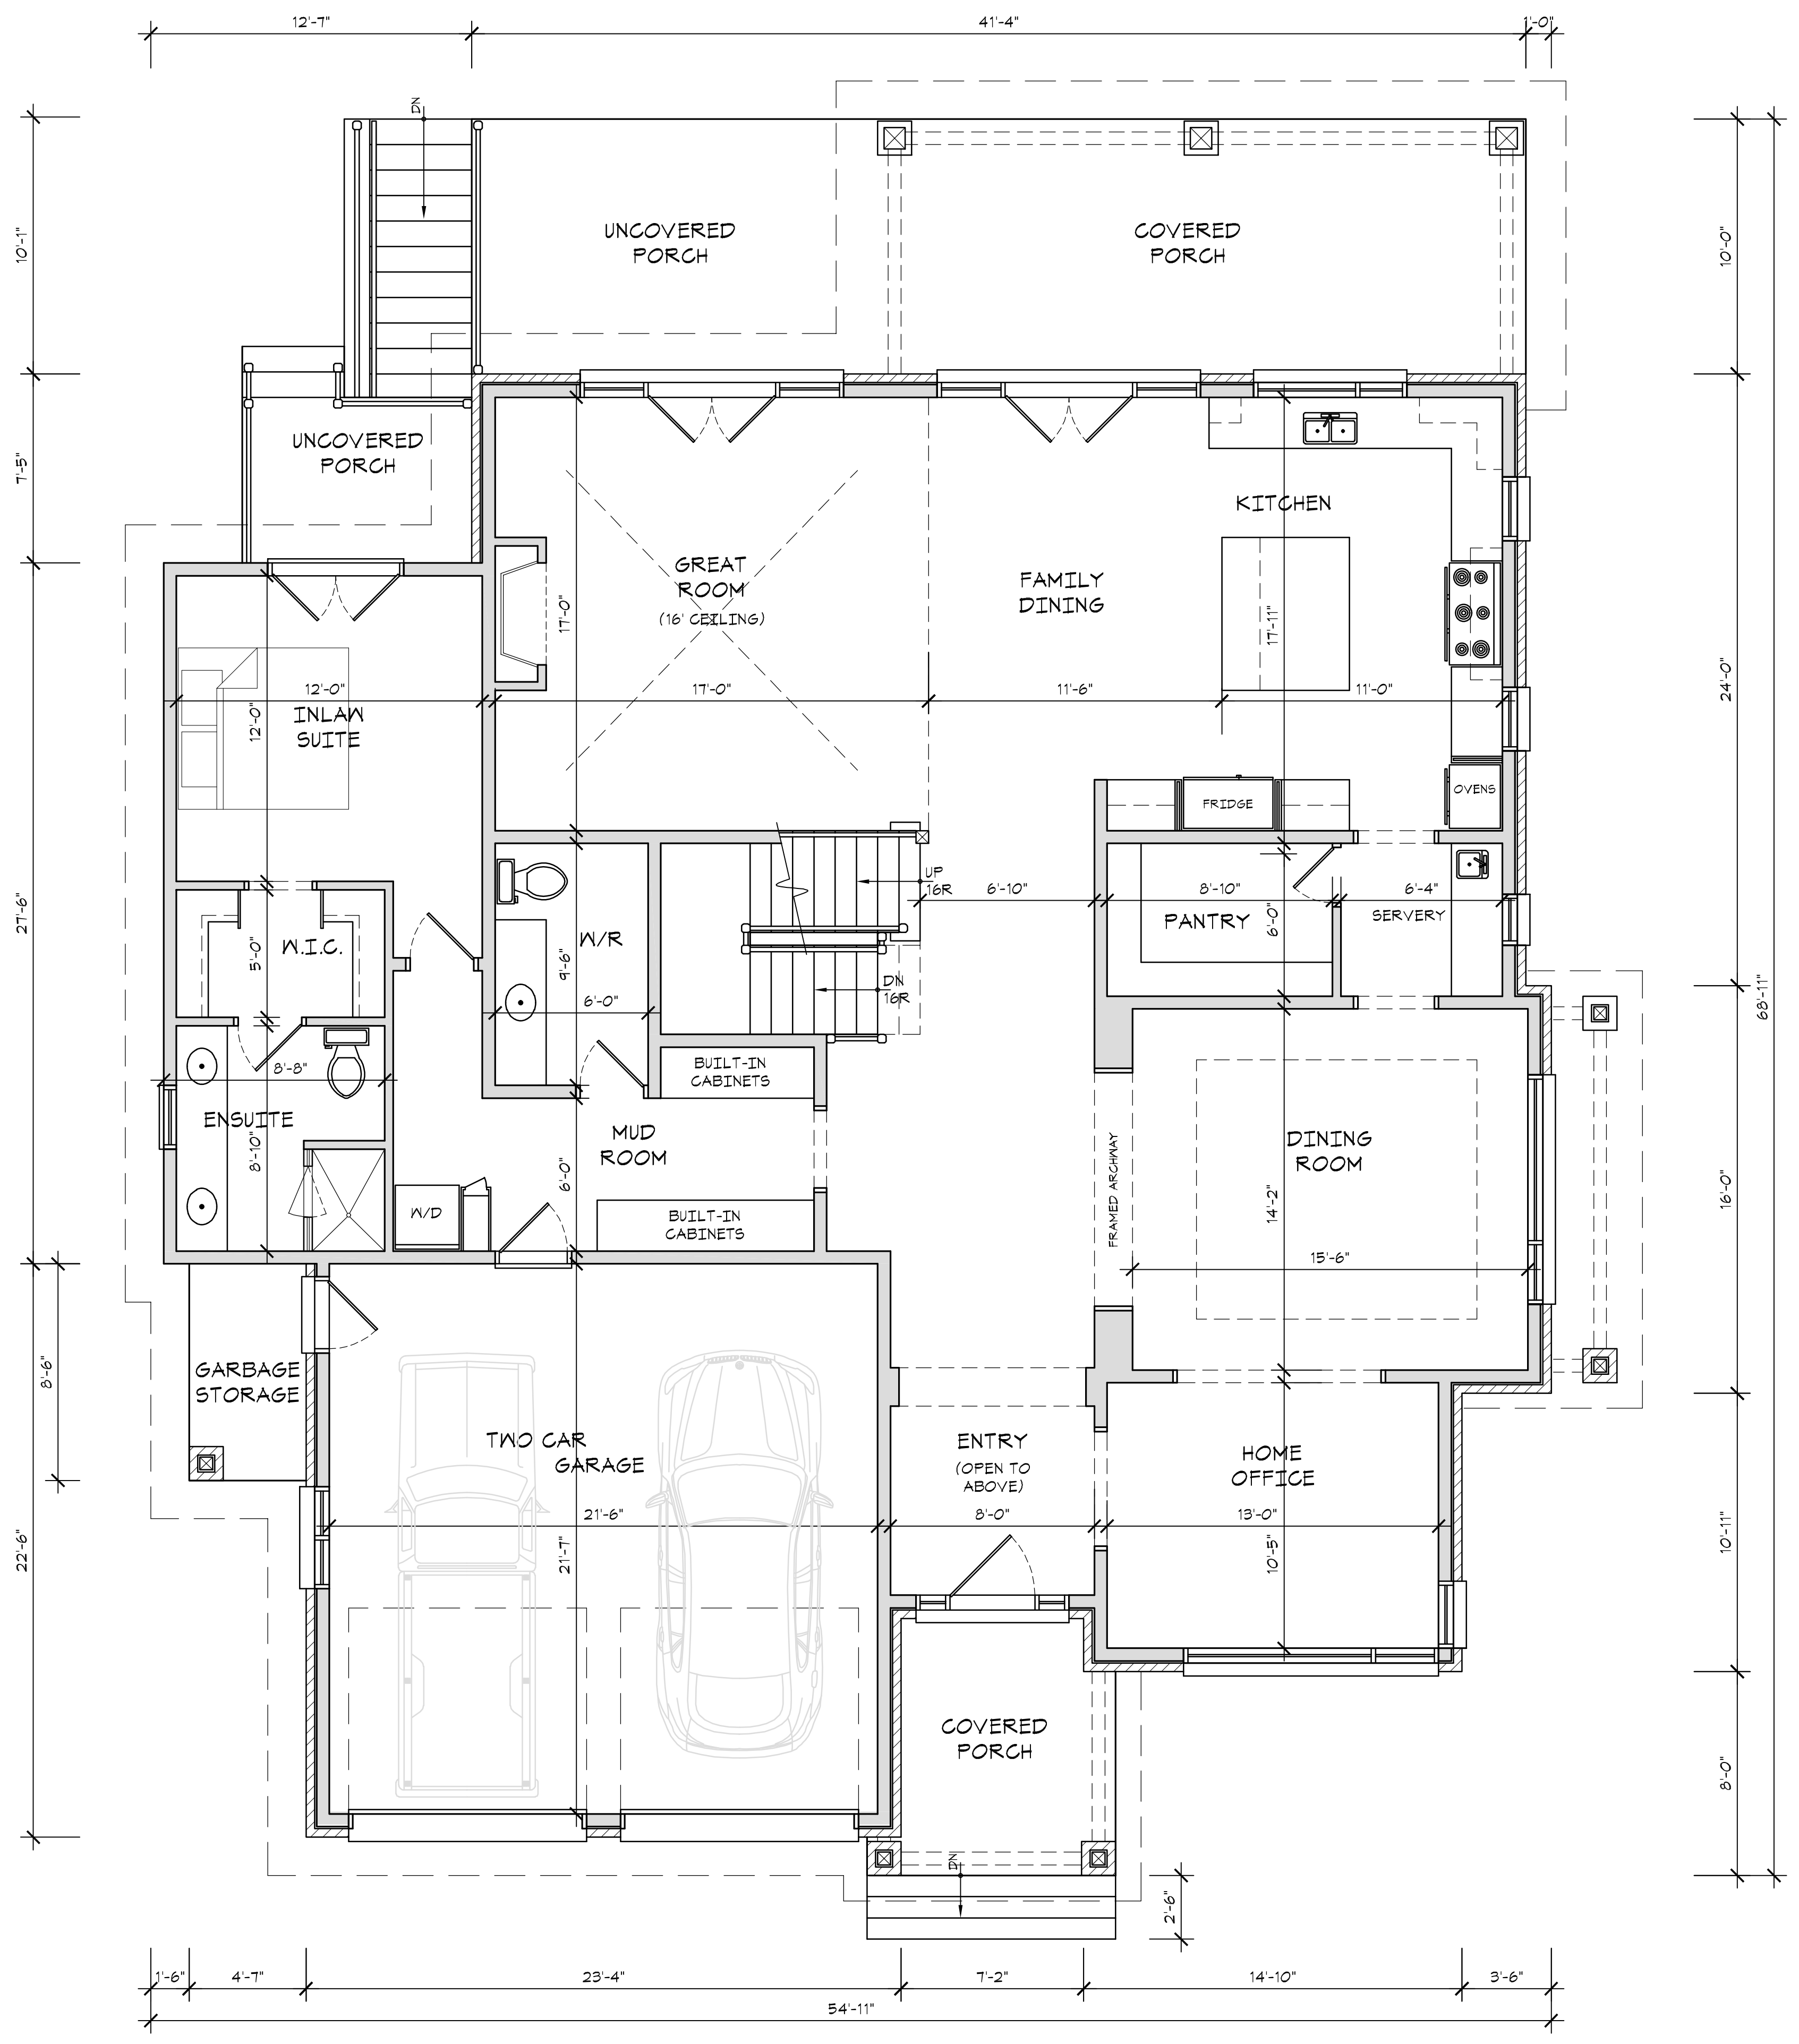 12'-7" 41'-4" 1'-0"
DN
10'-1"
UNCOVERED
PORCH
COVERED
PORCH
10'-0"
UNCOVERED
PORCH
7'-5"
KITCHEN
GREAT
ROOM
(16' CEILING)
17'-0"
FAMILY
DINING
17'-11"
24'-0"
12'-0" 17'-0" 11'-6" 11'-0"
12'-0"
INLAW
SUITE
FRIDGE
OVENS
27'-6"
UP
16R
6'-10" 8'-10" 6'-4"
PANTRY
6'-0"
SERVERY
W.I.C.
5'-0"
W/R
9'-6"
6'-0"
DN
16R
68'-11"
8'-8"
BUILT-IN
CABINETS
ENSUITE
8'-10"
MUD
ROOM
6'-0"
FRAMED ARCHWAY
DINING
ROOM
14'-2"
16'-0"
W/D
BUILT-IN
CABINETS
15'-6"
GARBAGE
STORAGE
8'-6"
TWO CAR
GARAGE
ENTRY
(OPEN TO
ABOVE)
HOME
OFFICE
21'-6" 8'-0" 13'-0"
22'-6"
21'-7"
10'-5"
10'-11"
COVERED
PORCH
8'-0"
DN
2'-6"
1'-6" 4'-7" 23'-4" 7'-2" 14'-10" 3'-6"
54'-11"